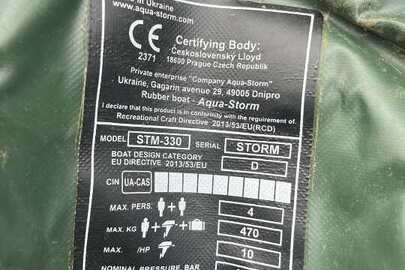 in Ukraine
www.aqua-storm.com
CE
2371
Certifying Body:
Československý Lloyd
18600 Prague Czech Republik
Private enterprise "Company Aqua-Storm"
Ukraine, Gagarin avenue 29, 49005 Dnipro
Rubber boat - Aqua-Storm
I declare that this product is in conformity with the requirement of.
Recreational Craft Directive 2013/53/EU(RCD)
MODEL STM-330 SERIAL STORM
BOAT DESIGN CATEGORY
EU DIRECTIVE 2013/53/EU D
CIN UA-CAS
MAX. PERS. + 4
MAX. KG + + 470
MAX. /HP 10
NOMINAL PRESSURE, BAR